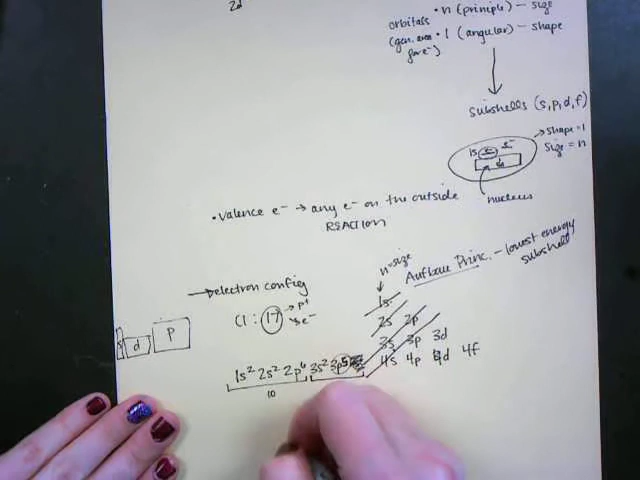 2d
orbitals • n (principle) — size
(gen. area • l (angular) — shape
for e⁻)
subshells (s, p, d, f)
→ shape = l
size = n
1s e⁻
nucleus
• valence e⁻ → any e⁻ on the outside
REACTION
Aufbau Princ. — lowest energy
subshell
n=size
→ electron config
Cl : 17 → p⁺
→ e⁻
d p
1s
2s 2p
3s 3p 3d
4s 4p 4d 4f
1s² 2s² 2p⁶ 3s² 3p⁵
10